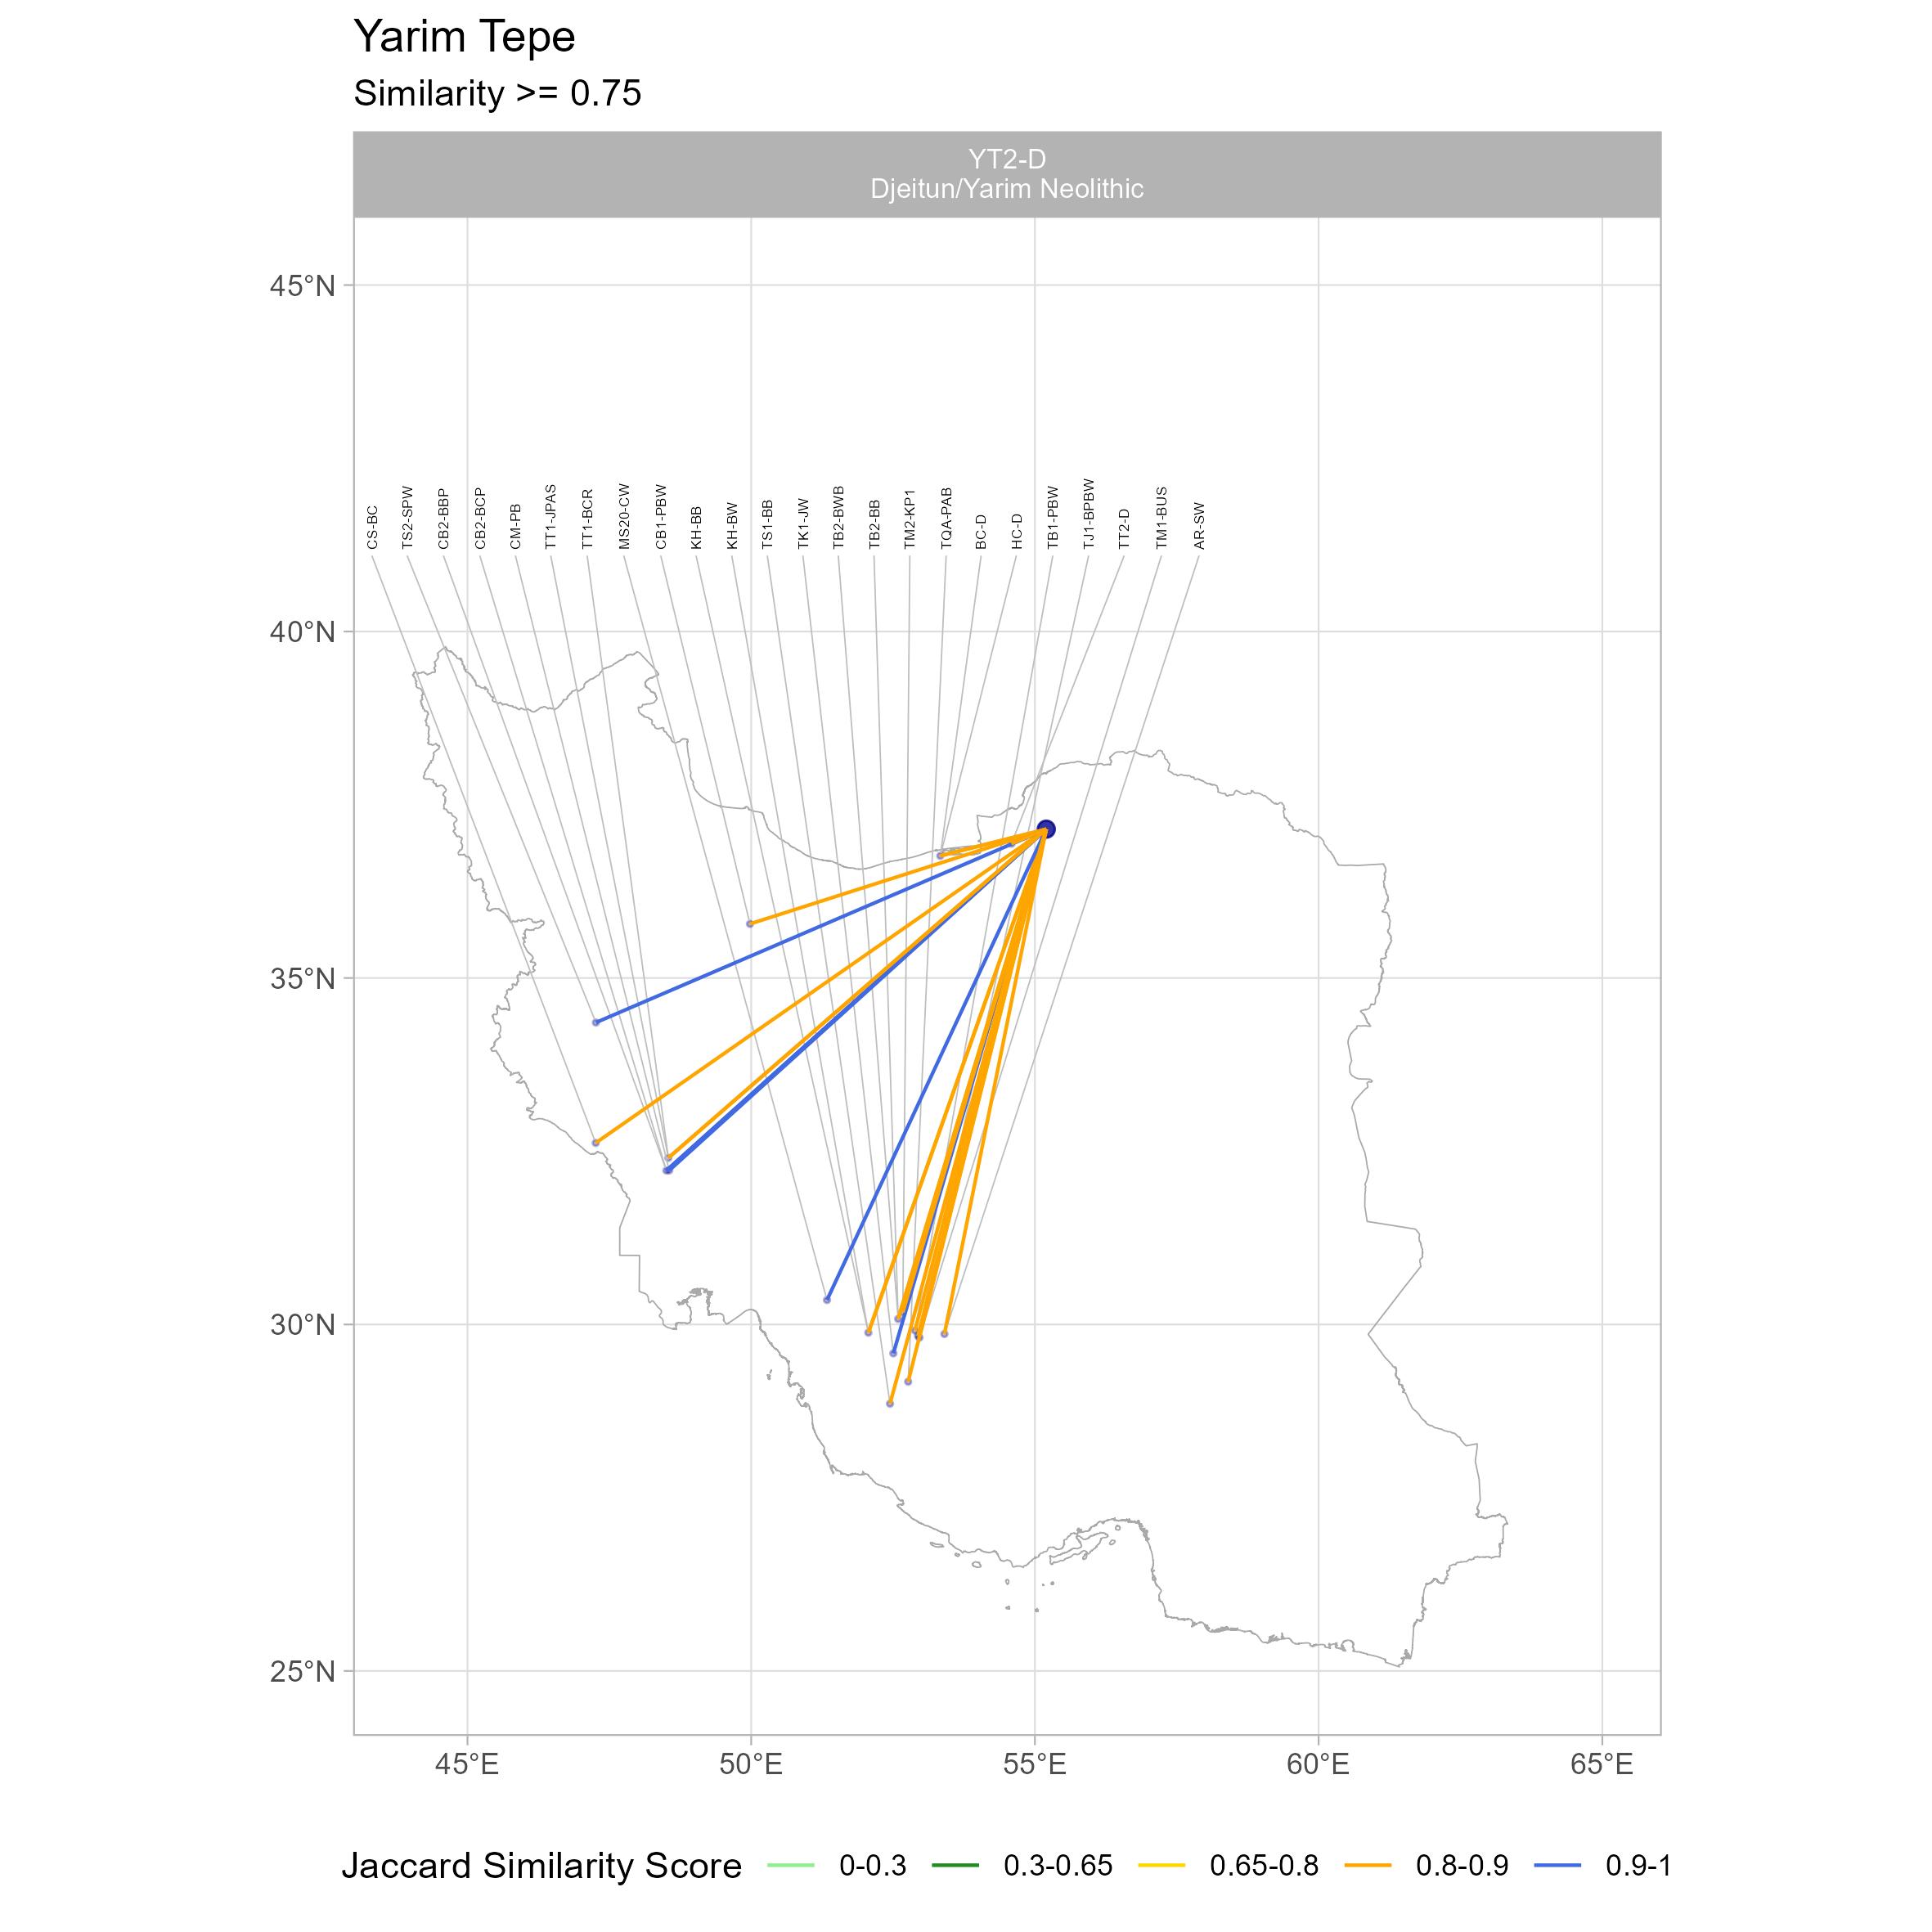 Yarim Tepe
Similarity >= 0.75
YT2-D
Djeitun/Yarim Neolithic
45°N
40°N
35°N
30°N
25°N
CS-BC
TS2-SPW
CB2-BBP
CB2-BCP
CM-PB
TT1-JPAS
TT1-BCR
MS20-CW
CB1-PBW
KH-BB
KH-BW
TS1-BB
TK1-JW
TB2-BWB
TB2-BB
TM2-KP1
TQA-PAB
BC-D
HC-D
TB1-PBW
TJ1-BPBW
TT2-D
TM1-BUS
AR-SW
45°E 50°E 55°E 60°E 65°E
Jaccard Similarity Score 0-0.3 0.3-0.65 0.65-0.8 0.8-0.9 0.9-1